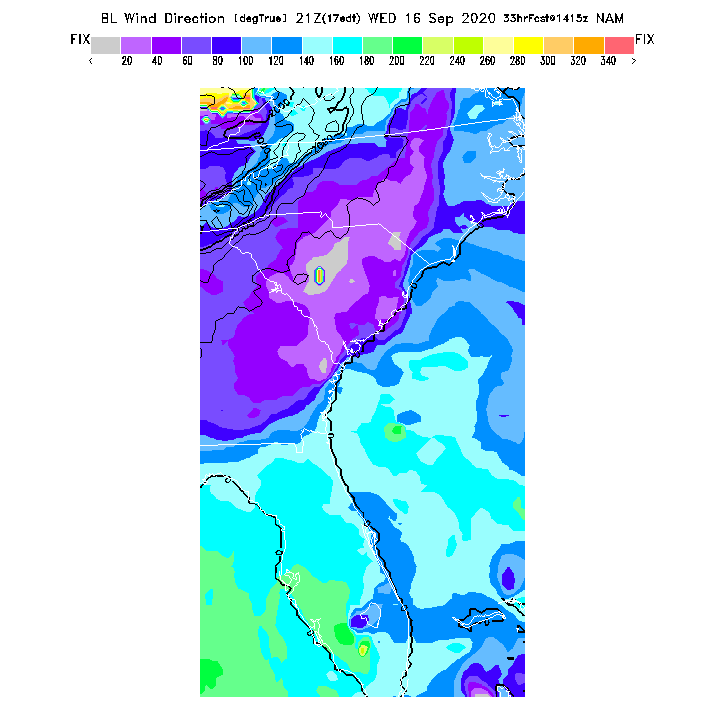 BL Wind Direction [degTrue] 21Z(17edt) WED 16 Sep 2020 33hrFcst@1415z NAM
FIX FIX
< 20 40 60 80 100 120 140 160 180 200 220 240 260 280 300 320 340 >